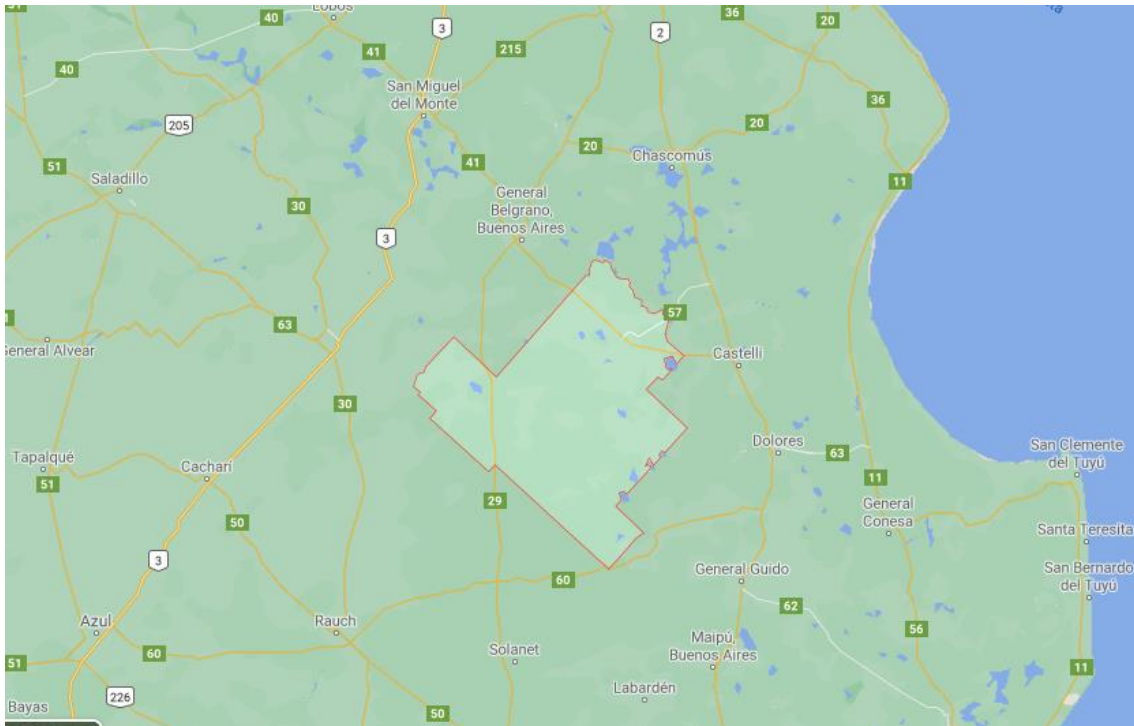 LOBOS
40
3
36
20
2
41
215
40
San Miguel
del Monte
36
205
20
51
41
20
Chascomús
Saladillo
11
30
General
Belgrano,
Buenos Aires
3
57
63
General Alvear
Castelli
30
Dolores
63
San Clemente
del Tuyú
Tapalqué
51
Cacharí
11
29
General
Conesa
50
Santa Teresita
3
General Guido
San Bernardo
del Tuyú
60
62
Azul
Rauch
56
Maipú,
Buenos Aires
60
Solanet
51
11
Labardén
226
Bayas
50